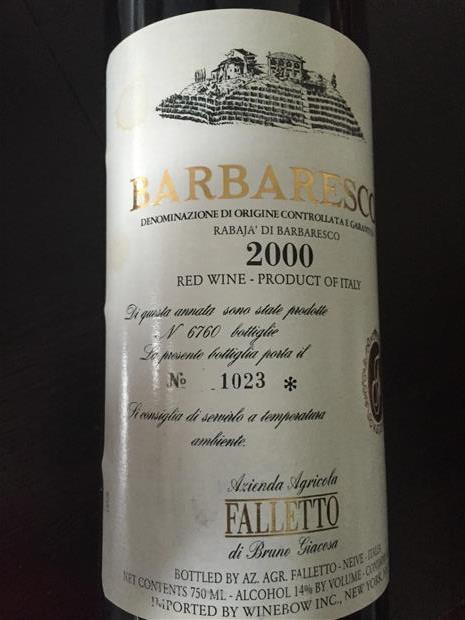 BARBARESCO
DENOMINAZIONE DI ORIGINE CONTROLLATA E GARANTITA
RABAJA' DI BARBARESCO
2000
RED WINE - PRODUCT OF ITALY
Di questa annata sono state prodotte
N 6760 bottiglie
La presente bottiglia porta il
No 1023 *
Si consiglia di servirlo a temperatura
ambiente.
Azienda Agricola
FALLETTO
di Bruno Giacosa
BOTTLED BY AZ. AGR. FALLETTO - NEIVE - ITALIA
NET CONTENTS 750 ML - ALCOHOL 14% BY VOLUME -
IMPORTED BY WINEBOW INC., NEW YORK,